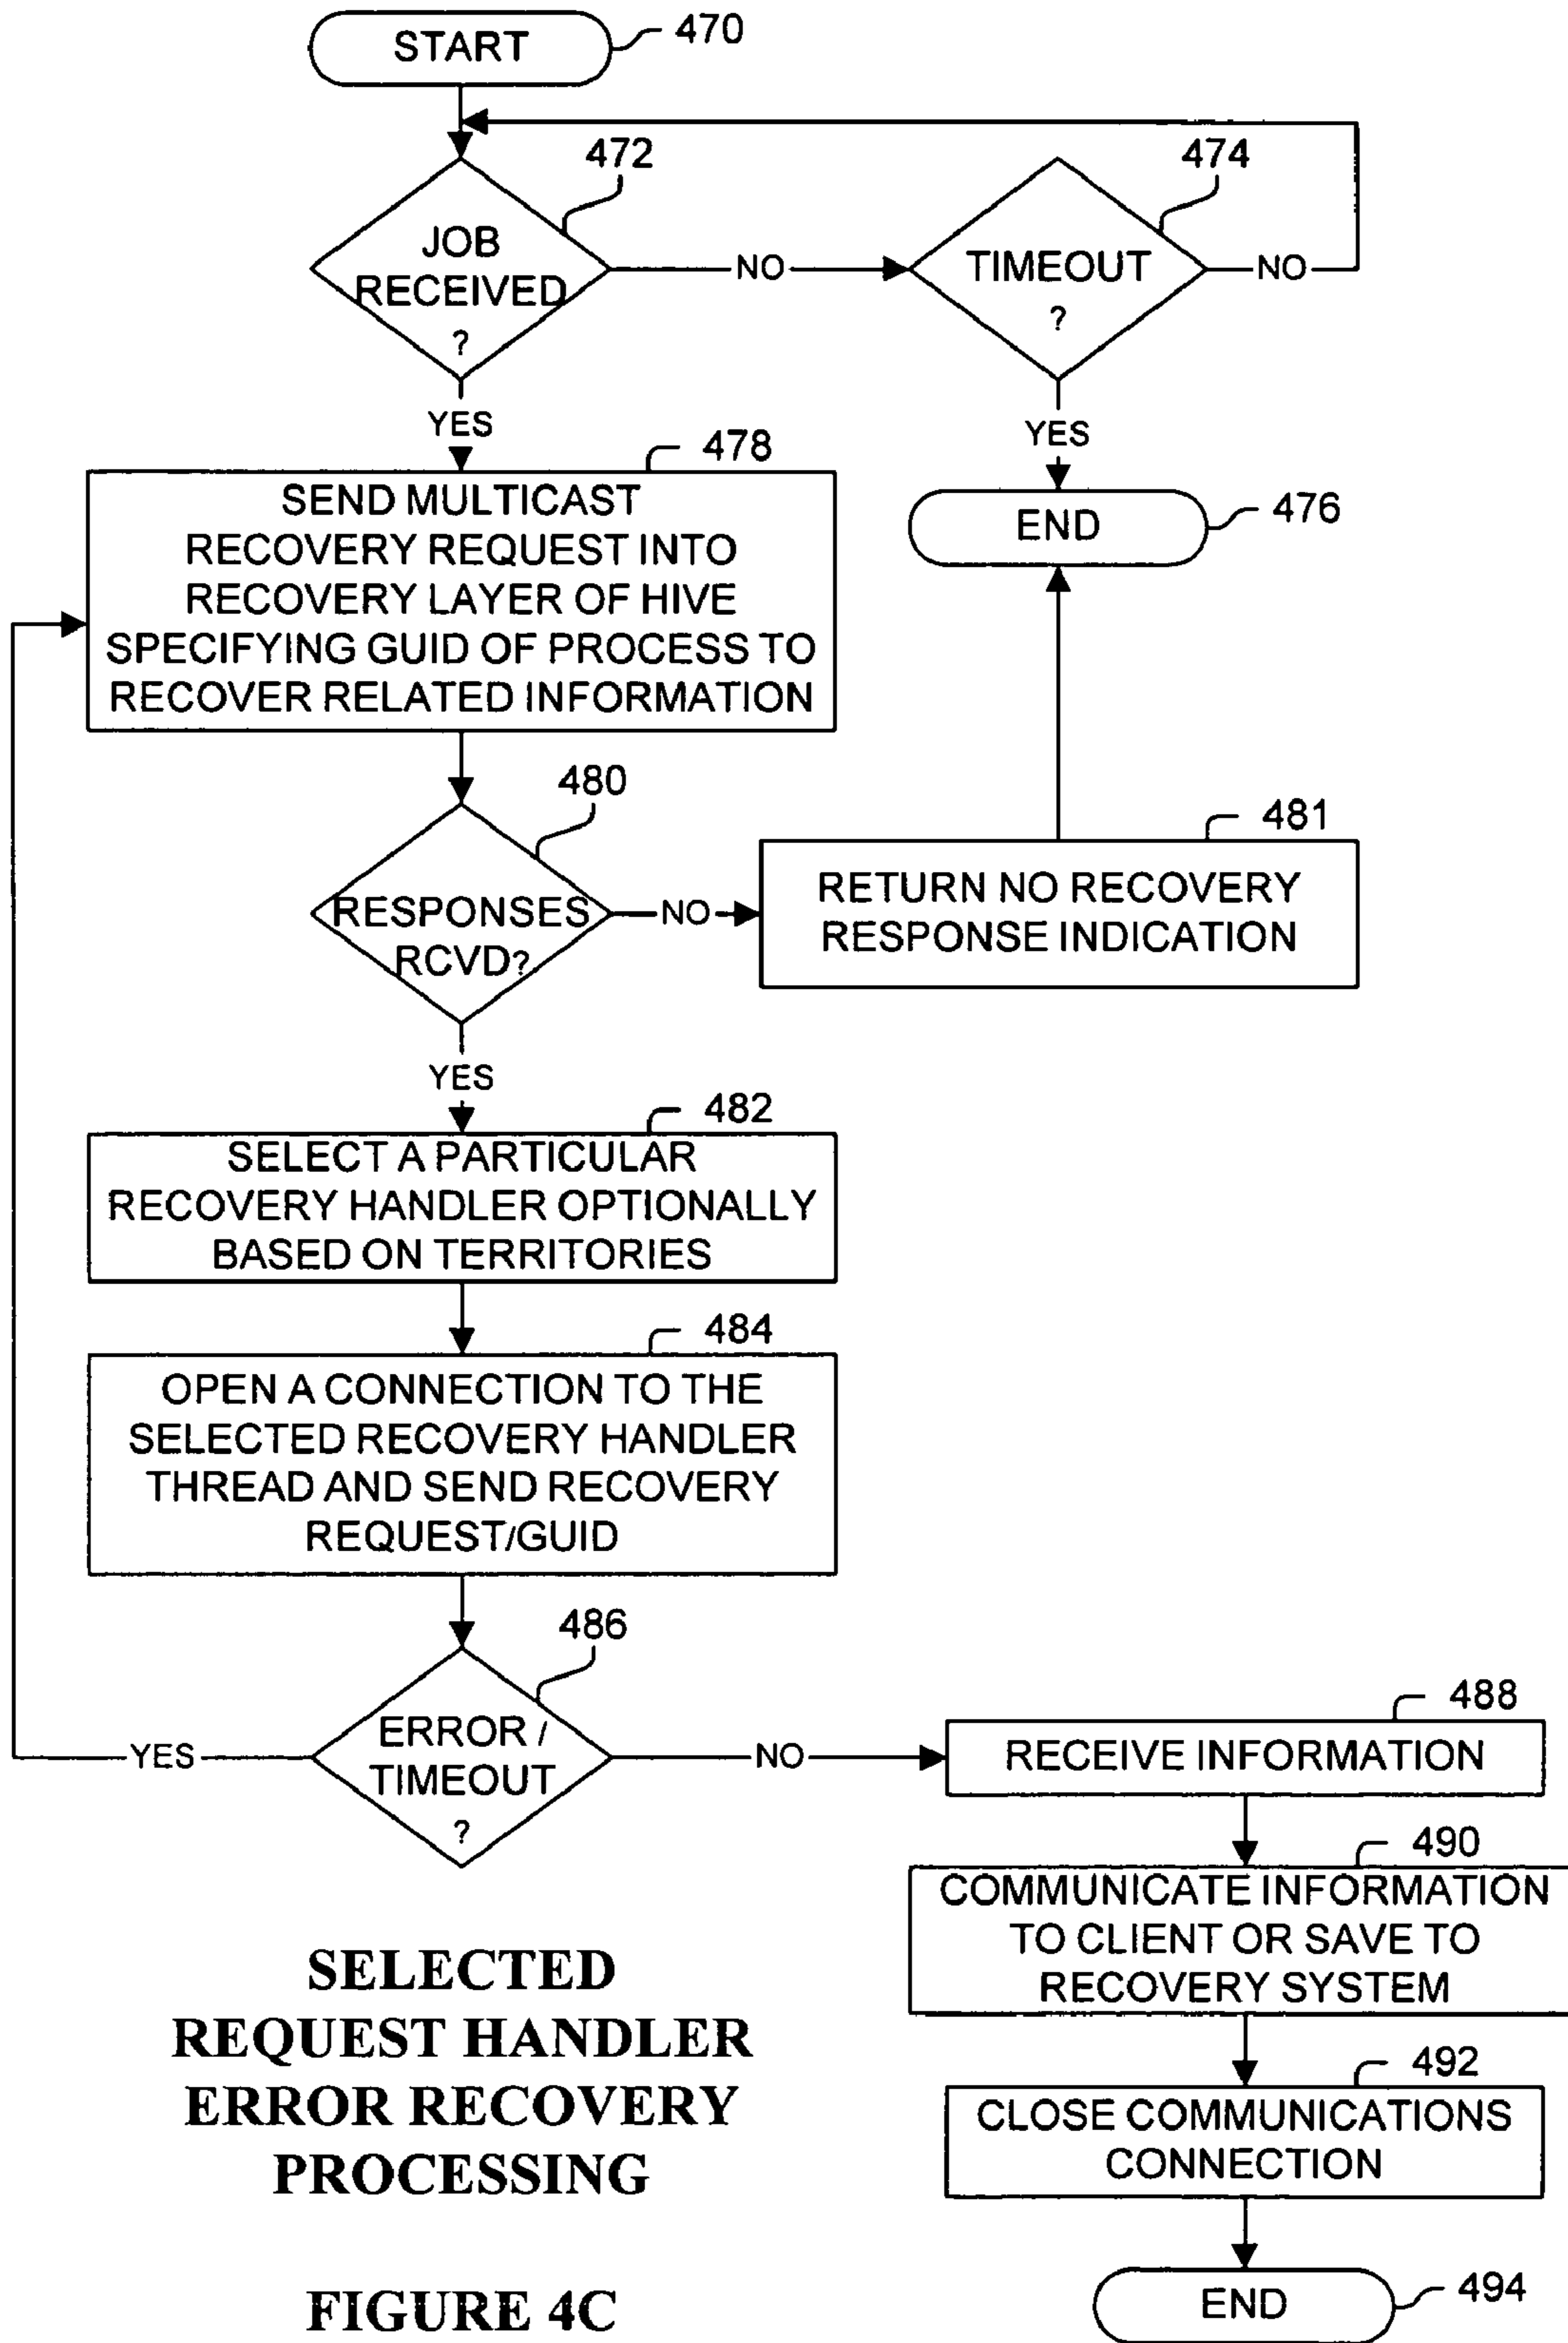 START
470
472
474
JOB
RECEIVED
?
NO
TIMEOUT
?
NO
YES
YES
478
SEND MULTICAST
RECOVERY REQUEST INTO
RECOVERY LAYER OF HIVE
SPECIFYING GUID OF PROCESS TO
RECOVER RELATED INFORMATION
END
476
480
RESPONSES
RCVD?
NO
481
RETURN NO RECOVERY
RESPONSE INDICATION
YES
482
SELECT A PARTICULAR
RECOVERY HANDLER OPTIONALLY
BASED ON TERRITORIES
484
OPEN A CONNECTION TO THE
SELECTED RECOVERY HANDLER
THREAD AND SEND RECOVERY
REQUEST/GUID
486
ERROR /
TIMEOUT
?
YES
NO
488
RECEIVE INFORMATION
490
COMMUNICATE INFORMATION
TO CLIENT OR SAVE TO
RECOVERY SYSTEM
492
CLOSE COMMUNICATIONS
CONNECTION
END
494
SELECTED
REQUEST HANDLER
ERROR RECOVERY
PROCESSING
FIGURE 4C